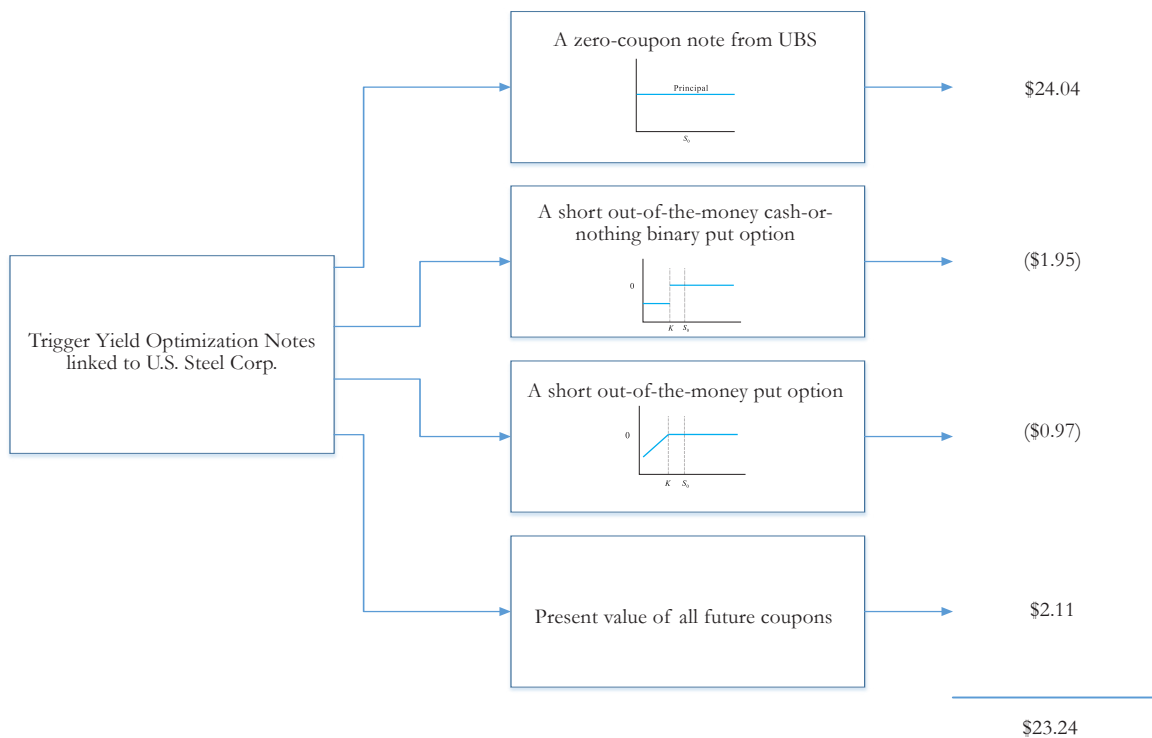 A zero-coupon note from UBS
Principal
S0
$24.04
A short out-of-the-money cash-or-
nothing binary put option
0
K
S0
($1.95)
Trigger Yield Optimization Notes
linked to U.S. Steel Corp.
A short out-of-the-money put option
0
K
S0
($0.97)
Present value of all future coupons
$2.11
$23.24